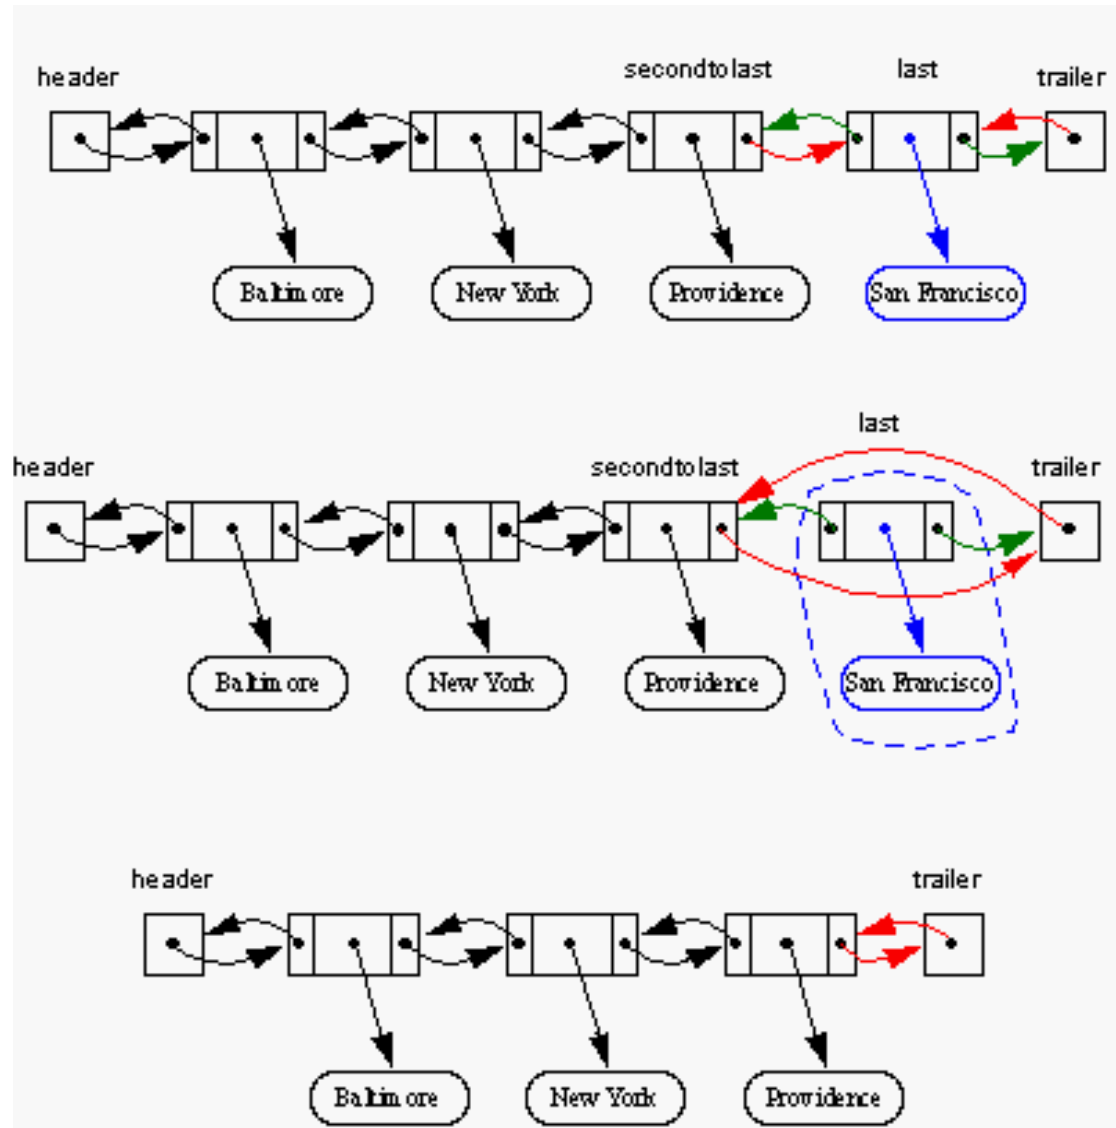 header
secondtolast
last
trailer
Baltimore
New York
Providence
San Francisco
last
header
secondtolast
trailer
Baltimore
New York
Providence
San Francisco
header
trailer
Baltimore
New York
Providence